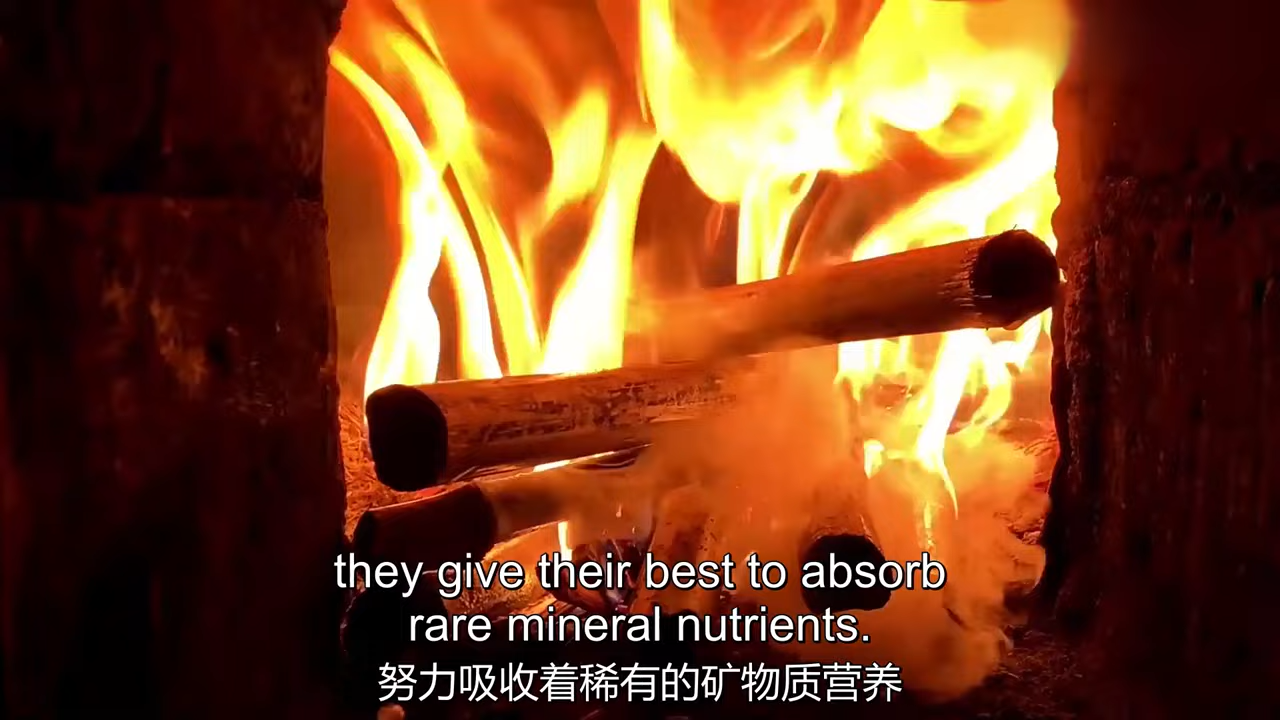 they give their best to absorb
rare mineral nutrients.
努力吸收着稀有的矿物质营养